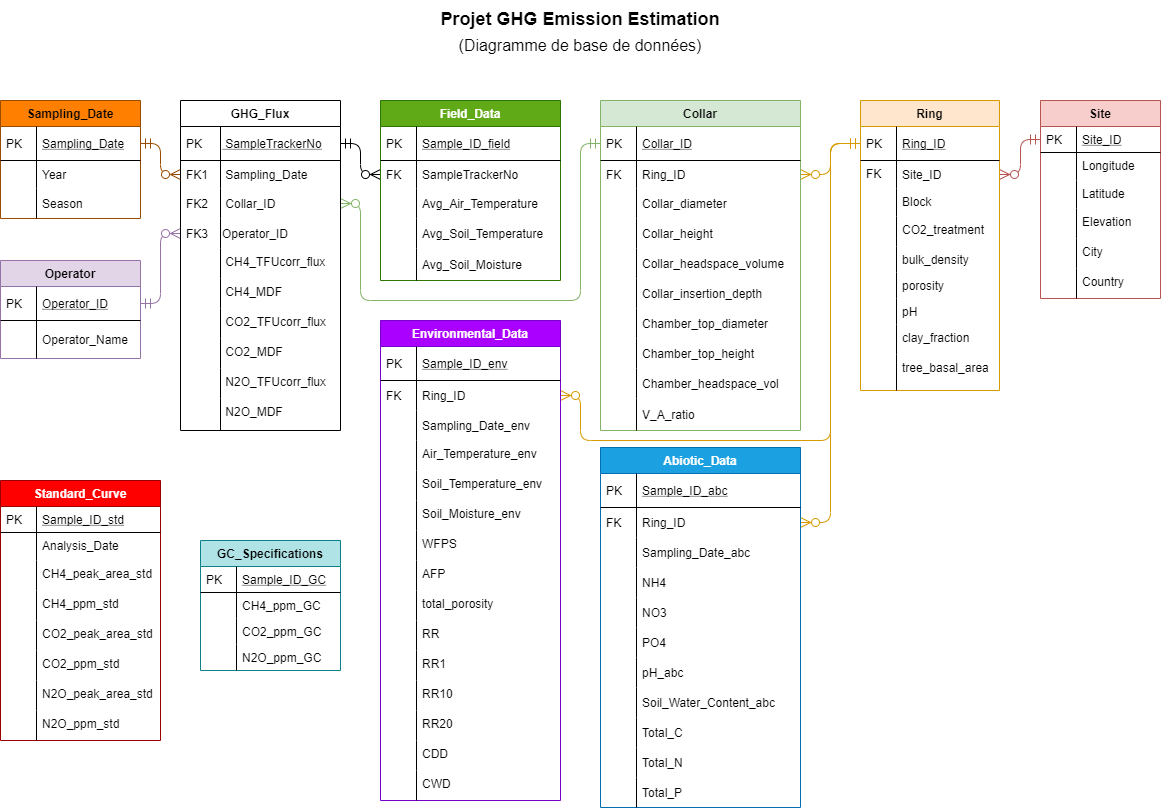 Projet GHG Emission Estimation
(Diagramme de base de données)
Sampling_Date
PK Sampling_Date
Year
Season
Operator
PK Operator_ID
Operator_Name
GHG_Flux
PK SampleTrackerNo
FK1 Sampling_Date
FK2 Collar_ID
FK3 Operator_ID
CH4_TFUcorr_flux
CH4_MDF
CO2_TFUcorr_flux
CO2_MDF
N2O_TFUcorr_flux
N2O_MDF
Field_Data
PK Sample_ID_field
FK SampleTrackerNo
Avg_Air_Temperature
Avg_Soil_Temperature
Avg_Soil_Moisture
Collar
PK Collar_ID
FK Ring_ID
Collar_diameter
Collar_height
Collar_headspace_volume
Collar_insertion_depth
Chamber_top_diameter
Chamber_top_height
Chamber_headspace_vol
V_A_ratio
Ring
PK Ring_ID
FK Site_ID
Block
CO2_treatment
bulk_density
porosity
pH
clay_fraction
tree_basal_area
Site
PK Site_ID
Longitude
Latitude
Elevation
City
Country
Environmental_Data
PK Sample_ID_env
FK Ring_ID
Sampling_Date_env
Air_Temperature_env
Soil_Temperature_env
Soil_Moisture_env
WFPS
AFP
total_porosity
RR
RR1
RR10
RR20
CDD
CWD
Abiotic_Data
PK Sample_ID_abc
FK Ring_ID
Sampling_Date_abc
NH4
NO3
PO4
pH_abc
Soil_Water_Content_abc
Total_C
Total_N
Total_P
Standard_Curve
PK Sample_ID_std
Analysis_Date
CH4_peak_area_std
CH4_ppm_std
CO2_peak_area_std
CO2_ppm_std
N2O_peak_area_std
N2O_ppm_std
GC_Specifications
PK Sample_ID_GC
CH4_ppm_GC
CO2_ppm_GC
N2O_ppm_GC